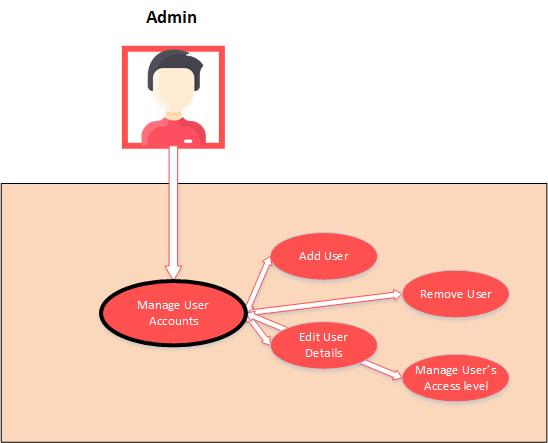 Admin
Add User
Manage User
Accounts
Remove User
Edit User
Details
Manage User's
Access level